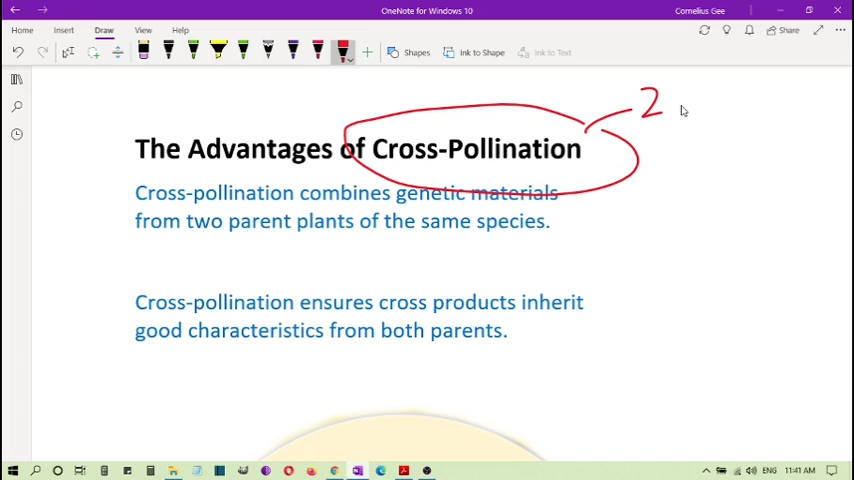 OneNote for Windows 10
Cornelius Gee
Home Insert Draw View Help
Share
Shapes
Ink to Shape
Ink to Text
2
The Advantages of Cross-Pollination
Cross-pollination combines genetic materials
from two parent plants of the same species.
Cross-pollination ensures cross products inherit
good characteristics from both parents.
ENG
11:41 AM